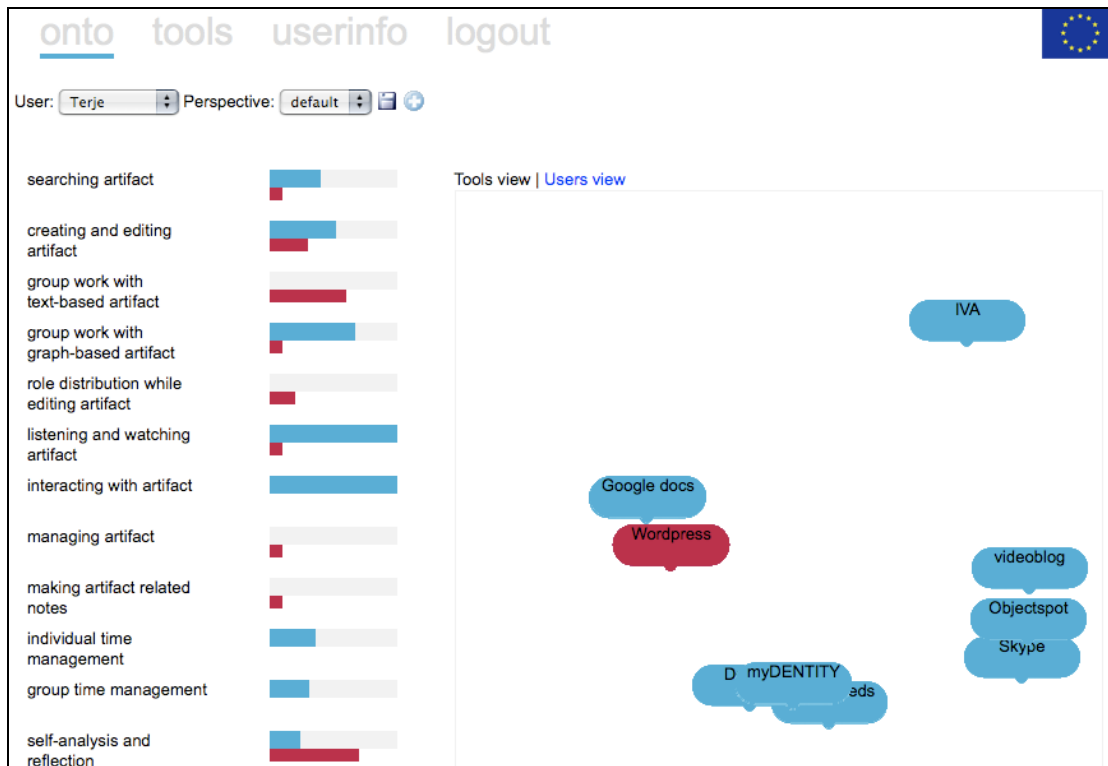 onto tools userinfo logout
User: Terje Perspective: default
searching artifact
creating and editing
artifact
group work with
text-based artifact
group work with
graph-based artifact
role distribution while
editing artifact
listening and watching
artifact
interacting with artifact
managing artifact
making artifact related
notes
individual time
management
group time management
self-analysis and
reflection
Tools view | Users view
IVA
Google docs
Wordpress
videoblog
Objectspot
Skype
D
myDENTITY
eds